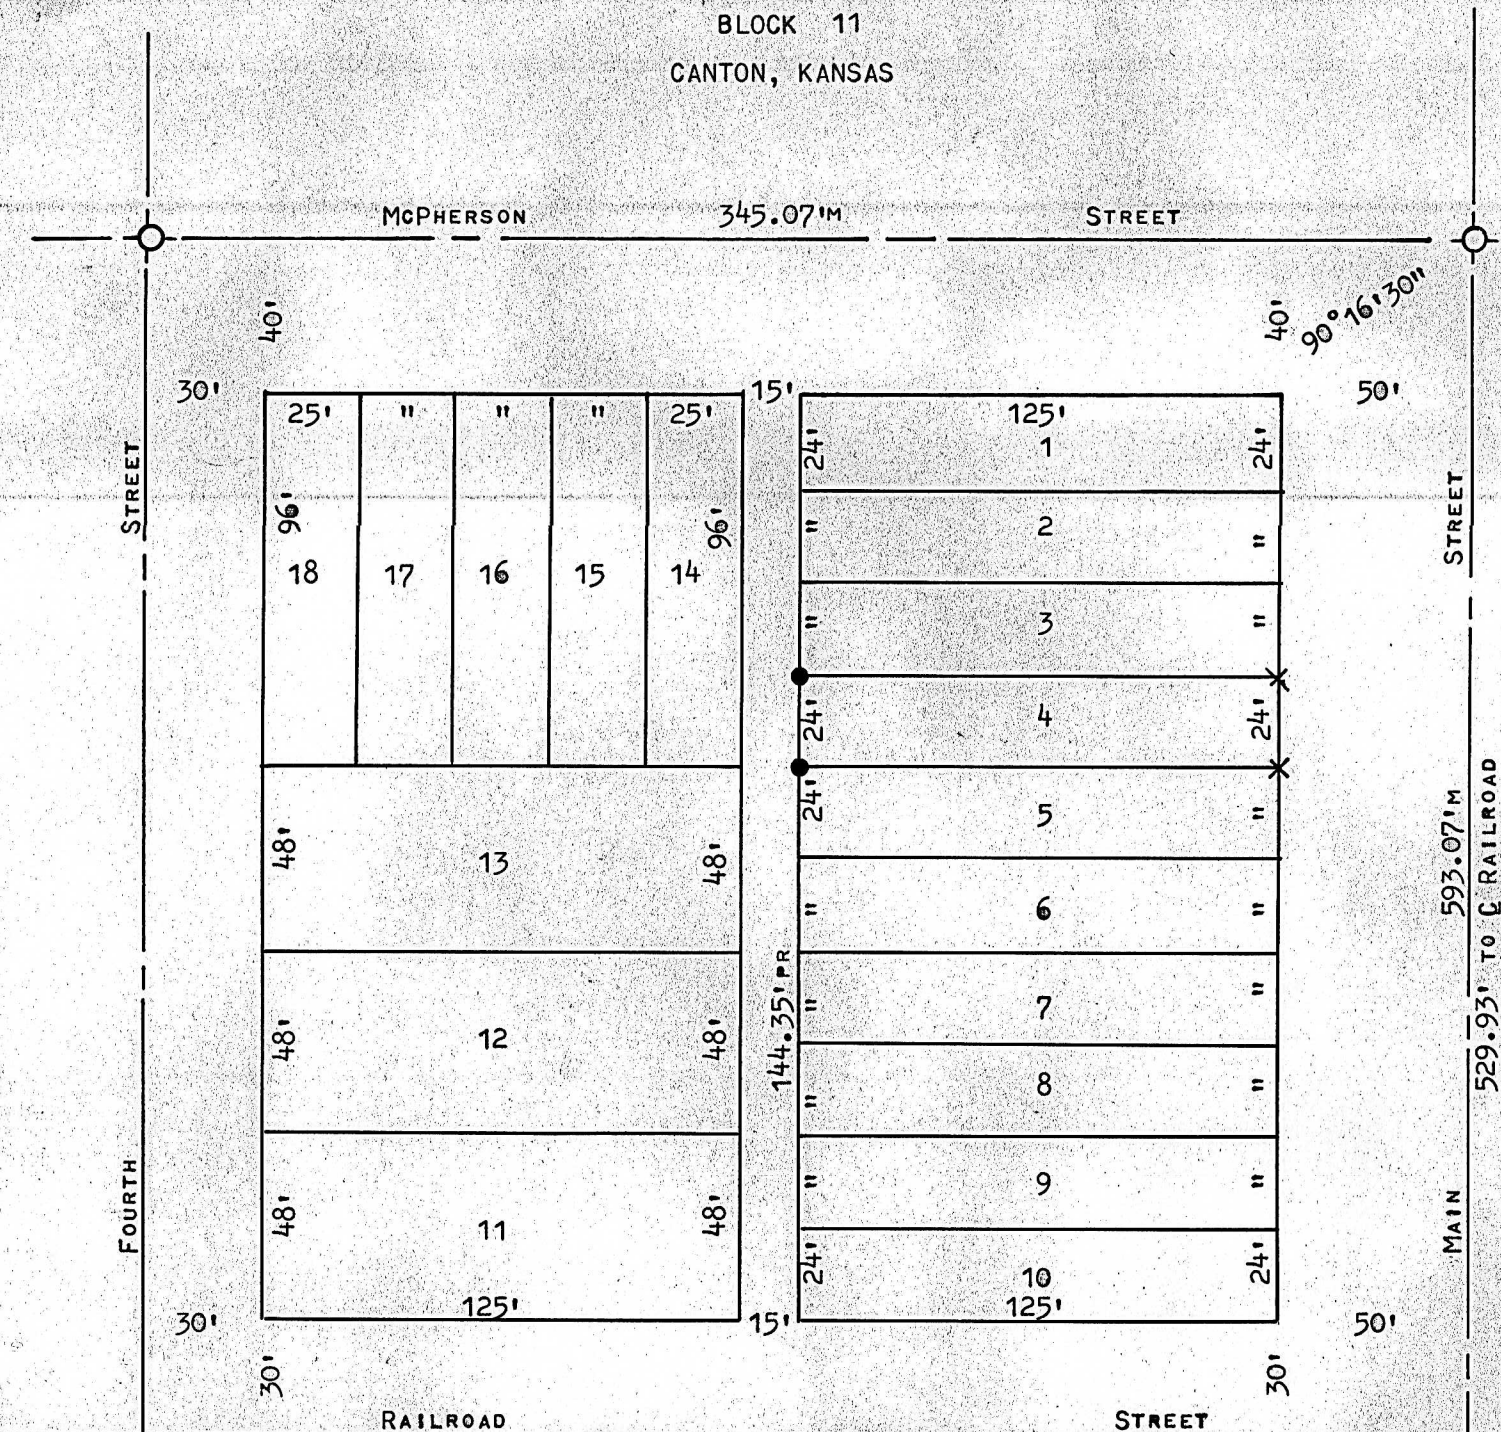 BLOCK 11
CANTON, KANSAS
McPHERSON 345.07'M STREET
40' 40' 90°16'30"
30' 15' 50'
25' " " " 25' 125'
24' 1 24'
STREET 96' 96' STREET
" 2 "
18 17 16 15 14
" 3 "
24' 4 24'
24' 5 "
48' 13 48'
593.07'M
529.93' TO ℄ RAILROAD
" 6 "
144.35' PR
" 7 "
48' 12 48'
" 8 "
FOURTH MAIN
" 9 "
48' 11 48'
24' 10 24'
125' 125'
30' 15' 50'
30' 30'
RAILROAD STREET